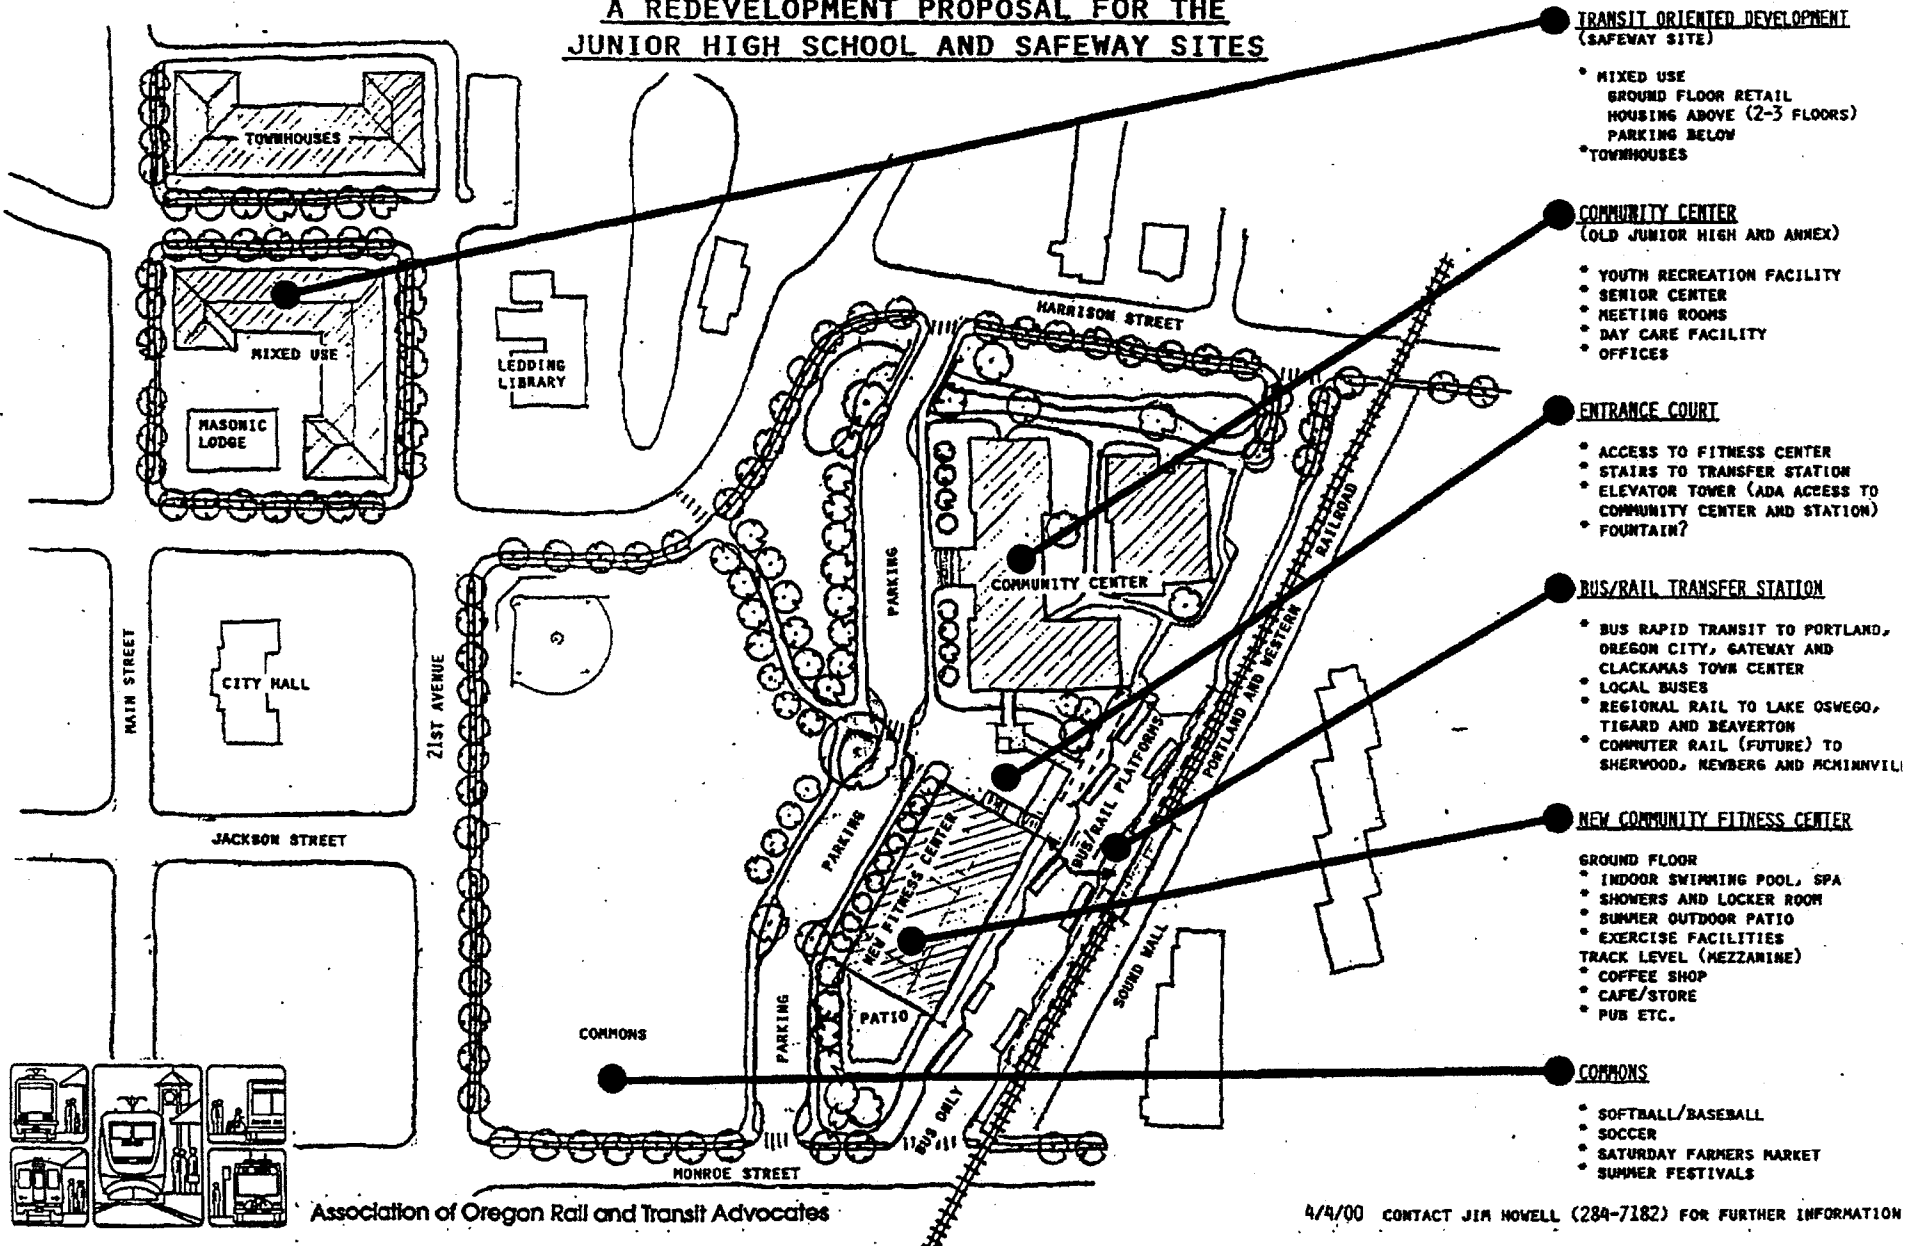 A REDEVELOPMENT PROPOSAL FOR THE
JUNIOR HIGH SCHOOL AND SAFEWAY SITES
TRANSIT ORIENTED DEVELOPMENT
(SAFEWAY SITE)
* MIXED USE
GROUND FLOOR RETAIL
HOUSING ABOVE (2-3 FLOORS)
PARKING BELOW
*TOWNHOUSES
COMMUNITY CENTER
(OLD JUNIOR HIGH AND ANNEX)
* YOUTH RECREATION FACILITY
* SENIOR CENTER
* MEETING ROOMS
* DAY CARE FACILITY
* OFFICES
ENTRANCE COURT
* ACCESS TO FITNESS CENTER
* STAIRS TO TRANSFER STATION
* ELEVATOR TOWER (ADA ACCESS TO
COMMUNITY CENTER AND STATION)
* FOUNTAIN?
BUS/RAIL TRANSFER STATION
* BUS RAPID TRANSIT TO PORTLAND,
OREGON CITY, GATEWAY AND
CLACKAMAS TOWN CENTER
* LOCAL BUSES
* REGIONAL RAIL TO LAKE OSWEGO,
TIGARD AND BEAVERTON
* COMMUTER RAIL (FUTURE) TO
SHERWOOD, NEWBERG AND MCMINNVIL
NEW COMMUNITY FITNESS CENTER
GROUND FLOOR
* INDOOR SWIMMING POOL, SPA
* SHOWERS AND LOCKER ROOM
* SUMMER OUTDOOR PATIO
* EXERCISE FACILITIES
TRACK LEVEL (MEZZANINE)
* COFFEE SHOP
* CAFE/STORE
* PUB ETC.
COMMONS
* SOFTBALL/BASEBALL
* SOCCER
* SATURDAY FARMERS MARKET
* SUMMER FESTIVALS
TOWNHOUSES
MIXED USE
MASONIC
LODGE
LEDDING
LIBRARY
HARRISON STREET
PARKING
COMMUNITY CENTER
RAILROAD
PORTLAND AND WESTERN
MAIN STREET
CITY HALL
21ST AVENUE
JACKSON STREET
PARKING
NEW FITNESS CENTER
BUS/RAIL PLATFORMS
SOUND WALL
COMMONS
PARKING
PATIO
BUS ONLY
MONROE STREET
Association of Oregon Rail and Transit Advocates
4/4/00 CONTACT JIM HOWELL (284-7182) FOR FURTHER INFORMATION